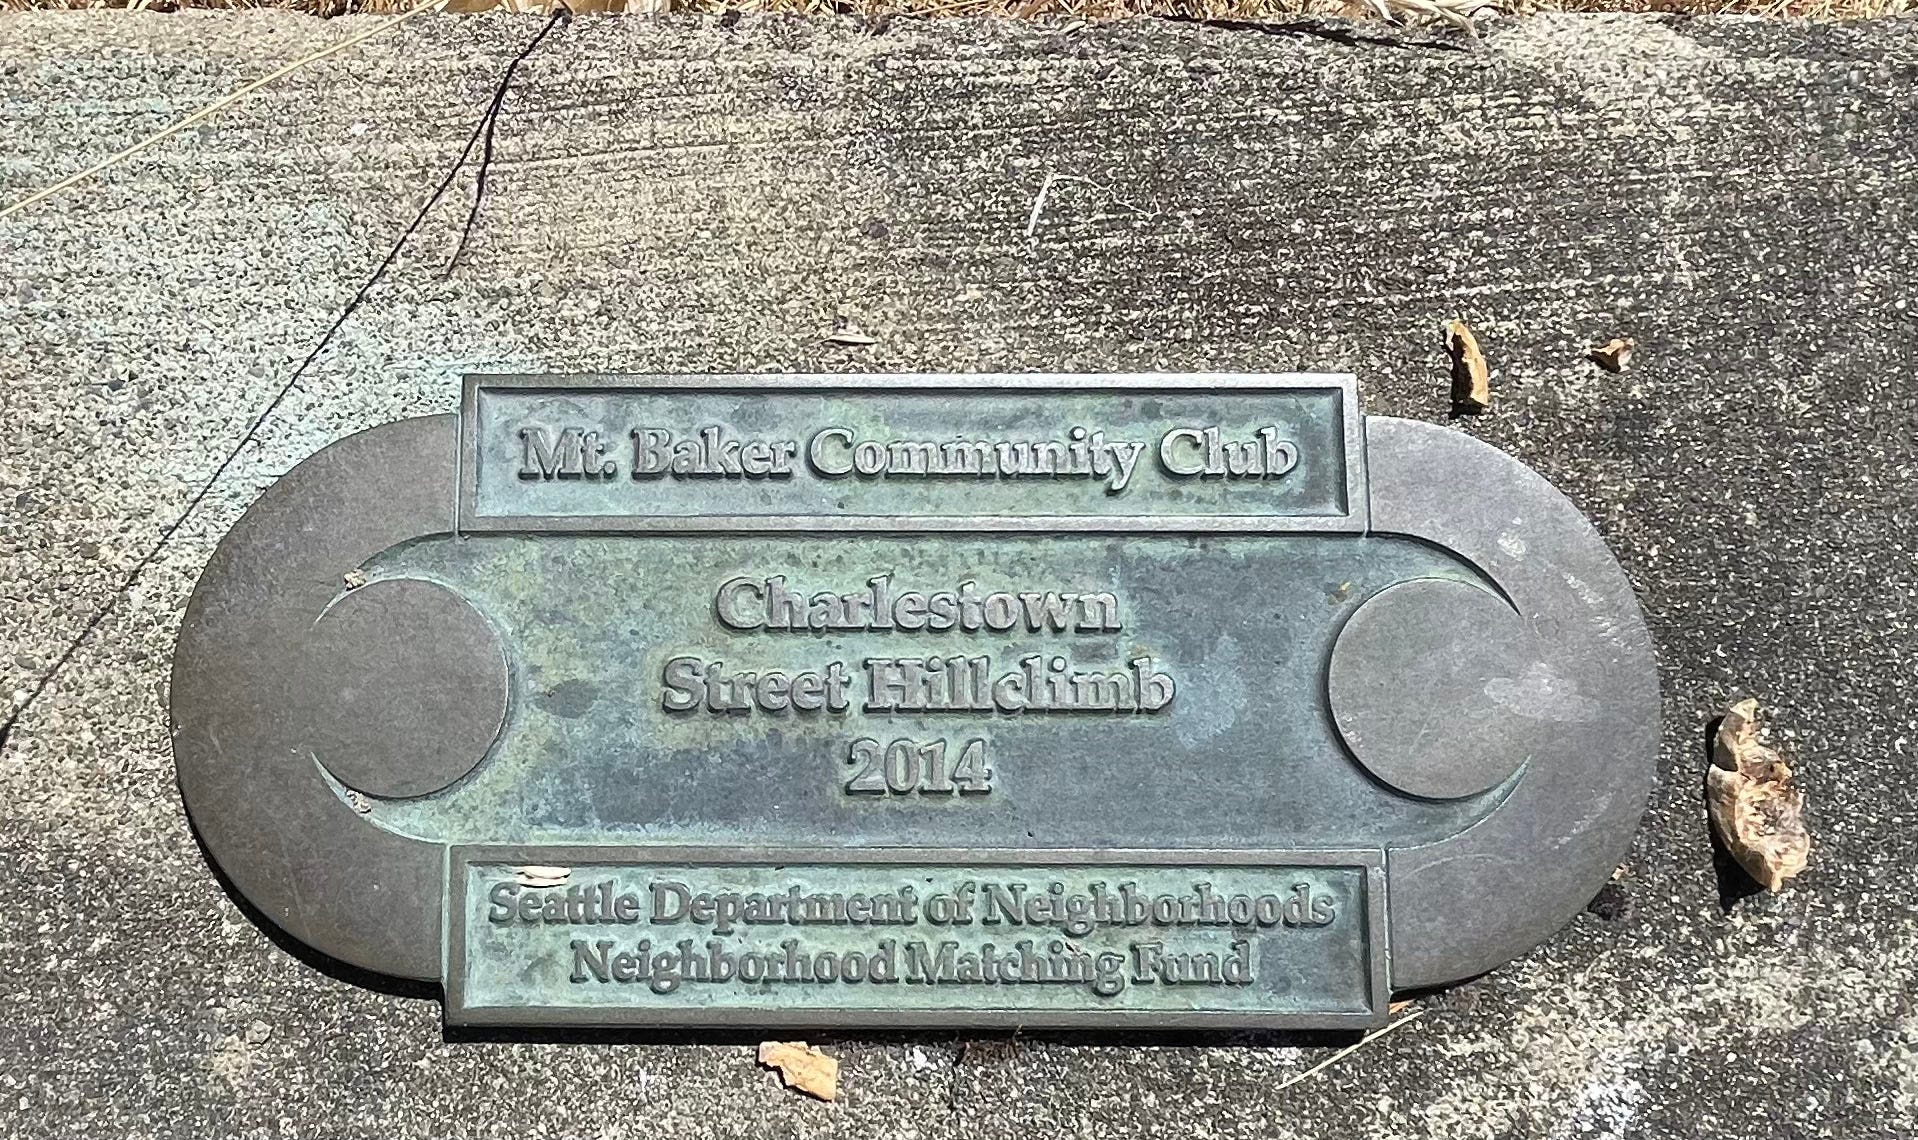 Mt. Baker Community Club
Charlestown
Street Hillclimb
2014
Seattle Department of Neighborhoods
Neighborhood Matching Fund